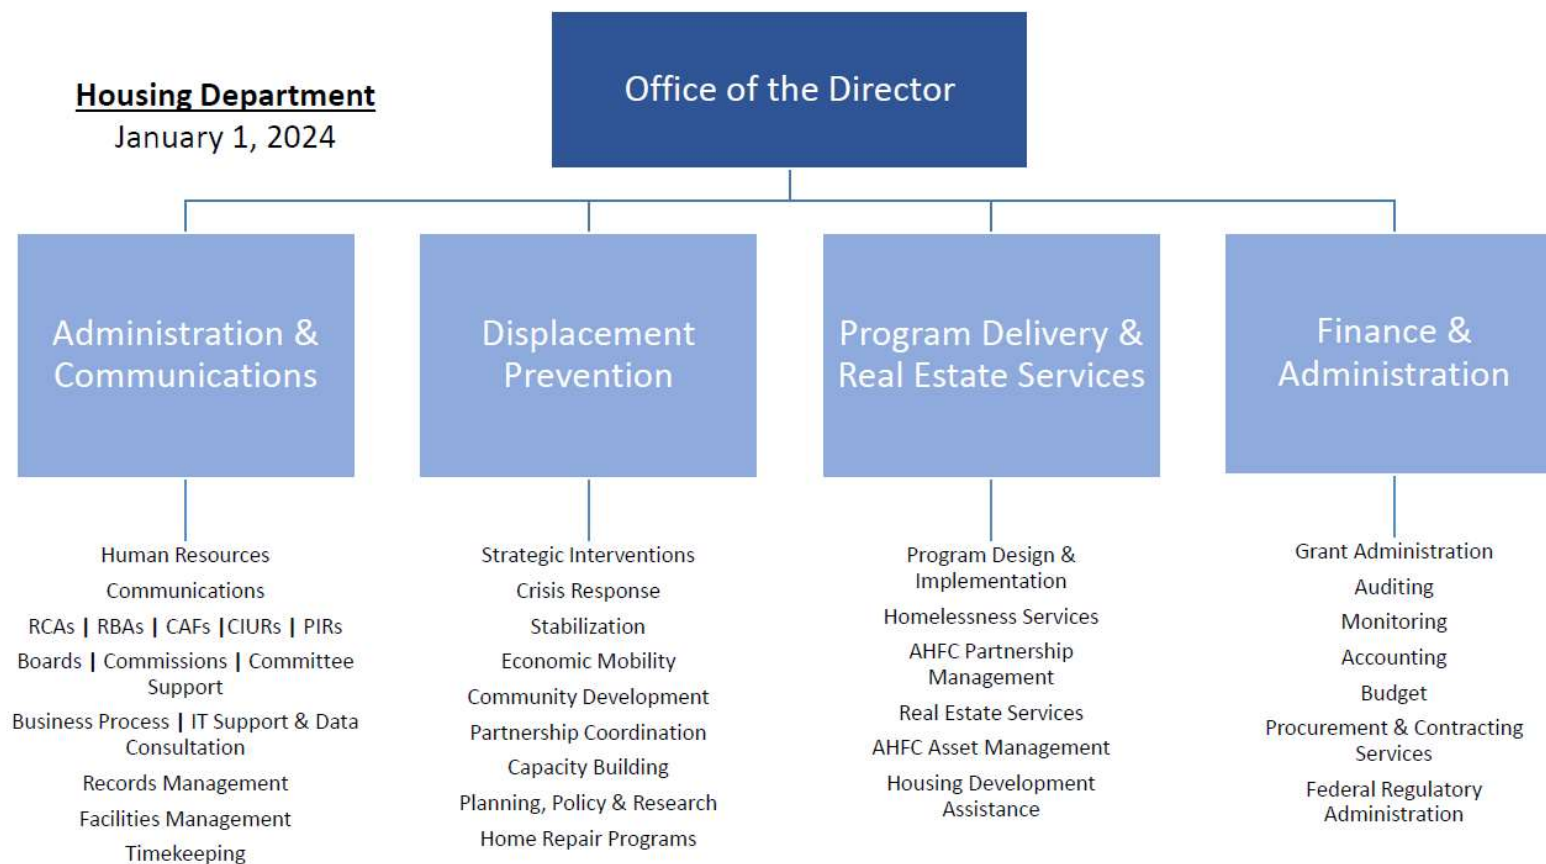 Housing Department
January 1, 2024
Office of the Director
Administration &
Communications
Human Resources
Communications
RCAs | RBAs | CAFs |CIURs | PIRs
Boards | Commissions | Committee
Support
Business Process | IT Support & Data
Consultation
Records Management
Facilities Management
Timekeeping
Displacement
Prevention
Strategic Interventions
Crisis Response
Stabilization
Economic Mobility
Community Development
Partnership Coordination
Capacity Building
Planning, Policy & Research
Home Repair Programs
Program Delivery &
Real Estate Services
Program Design &
Implementation
Homelessness Services
AHFC Partnership
Management
Real Estate Services
AHFC Asset Management
Housing Development
Assistance
Finance &
Administration
Grant Administration
Auditing
Monitoring
Accounting
Budget
Procurement & Contracting
Services
Federal Regulatory
Administration